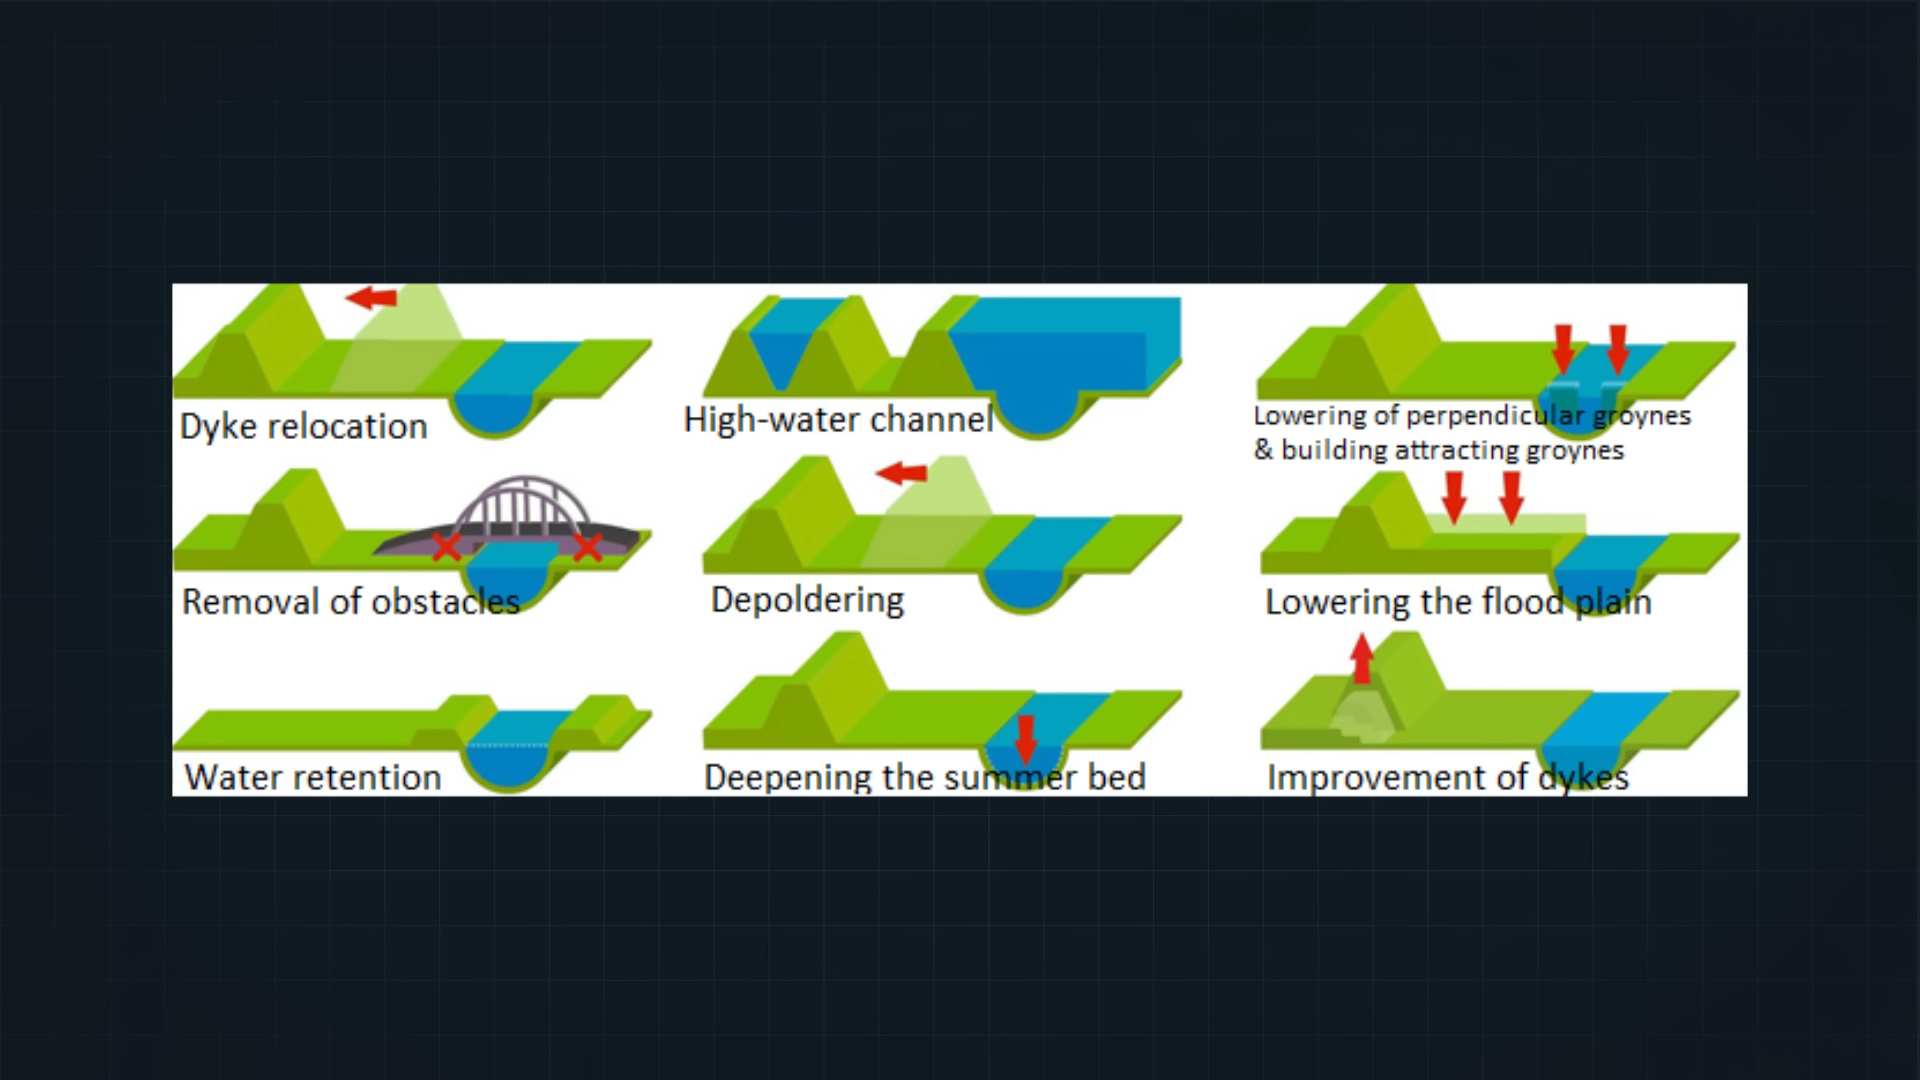 Dyke relocation
High-water channel
Lowering of perpendicular groynes
& building attracting groynes
Removal of obstacles
Depoldering
Lowering the flood plain
Water retention
Deepening the summer bed
Improvement of dykes